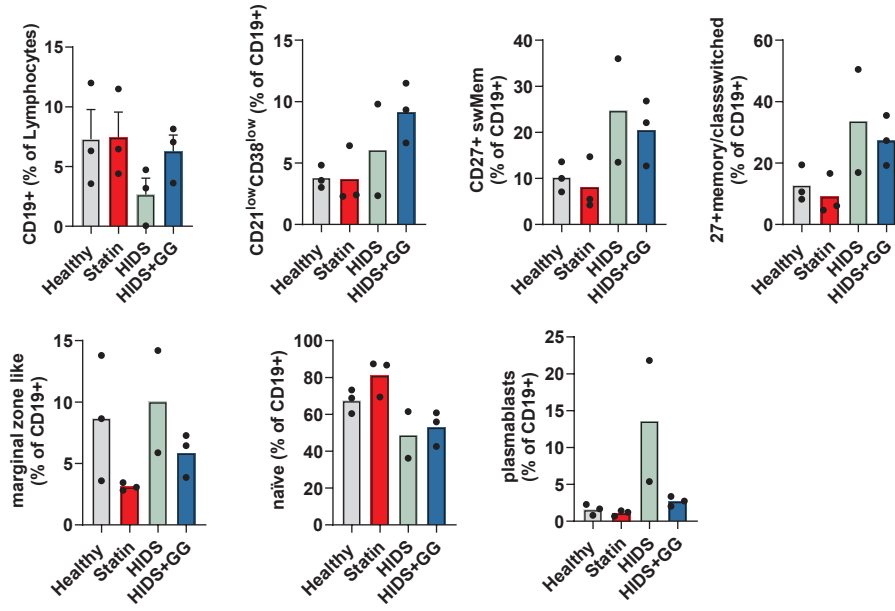 CD19+ (% of Lymphocytes)
15
10
5
0
Healthy
Statin
HIDS
HIDS+GG
CD21lowCD38low (% of CD19+)
15
10
5
0
Healthy
Statin
HIDS
HIDS+GG
CD27+ swMem
(% of CD19+)
40
30
20
10
0
Healthy
Statin
HIDS
HIDS+GG
27+memory/classswitched
(% of CD19+)
60
40
20
0
Healthy
Statin
HIDS
HIDS+GG
marginal zone like
(% of CD19+)
15
10
5
0
Healthy
Statin
HIDS
HIDS+GG
naïve (% of CD19+)
100
80
60
40
20
0
Healthy
Statin
HIDS
HIDS+GG
plasmablasts
(% of CD19+)
25
20
15
10
5
0
Healthy
Statin
HIDS
HIDS+GG